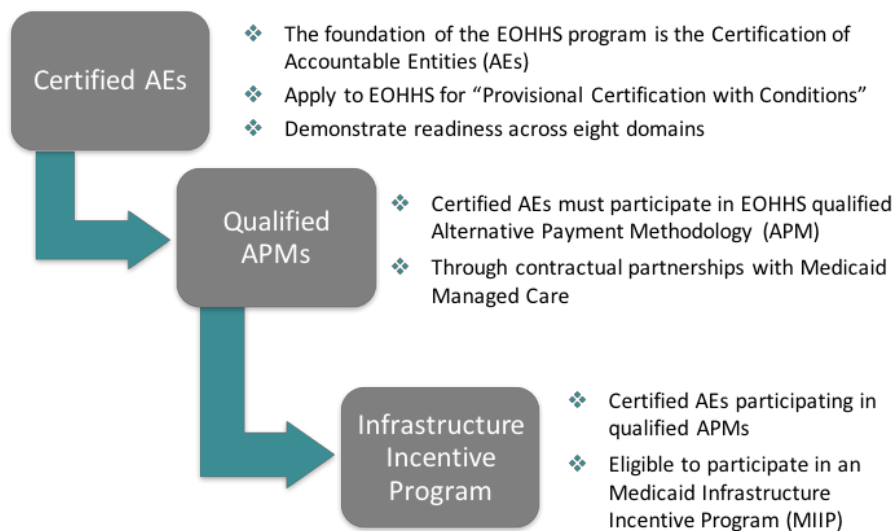 Certified AEs
The foundation of the EOHHS program is the Certification of
Accountable Entities (AEs)
Apply to EOHHS for “Provisional Certification with Conditions”
Demonstrate readiness across eight domains
Qualified
APMs
Certified AEs must participate in EOHHS qualified
Alternative Payment Methodology (APM)
Through contractual partnerships with Medicaid
Managed Care
Infrastructure
Incentive
Program
Certified AEs participating in
qualified APMs
Eligible to participate in an
Medicaid Infrastructure
Incentive Program (MIIP)